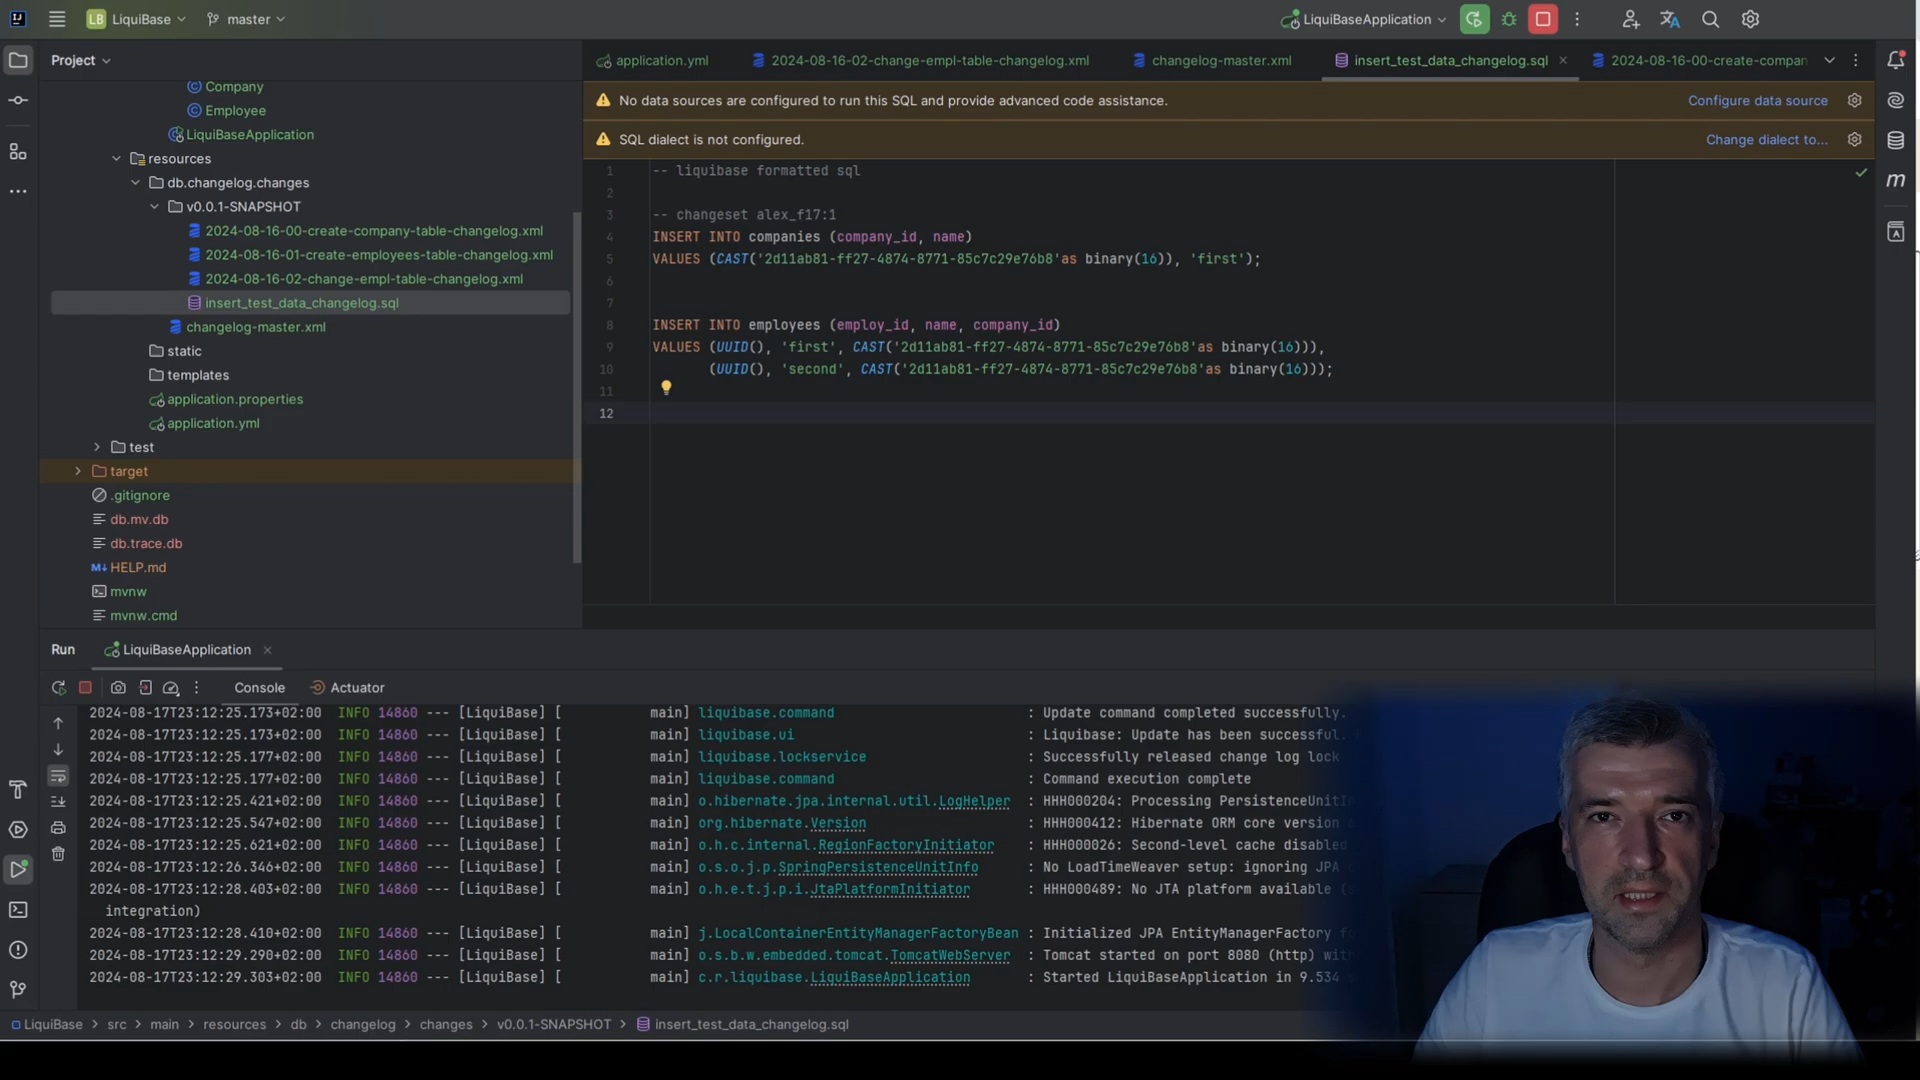 LB LiquiBase master LiquiBaseApplication
Project
application.yml 2024-08-16-02-change-empl-table-changelog.xml changelog-master.xml insert_test_data_changelog.sql 2024-08-16-00-create-compan
Company
Employee
LiquiBaseApplication
resources
db.changelog.changes
v0.0.1-SNAPSHOT
2024-08-16-00-create-company-table-changelog.xml
2024-08-16-01-create-employees-table-changelog.xml
2024-08-16-02-change-empl-table-changelog.xml
insert_test_data_changelog.sql
changelog-master.xml
static
templates
application.properties
application.yml
test
target
.gitignore
db.mv.db
db.trace.db
HELP.md
mvnw
mvnw.cmd
No data sources are configured to run this SQL and provide advanced code assistance. Configure data source
SQL dialect is not configured. Change dialect to...
1 -- liquibase formatted sql
2
3 -- changeset alex_f17:1
4 INSERT INTO companies (company_id, name)
5 VALUES (CAST('2d11ab81-ff27-4874-8771-85c7c29e76b8'as binary(16)), 'first');
6
7
8 INSERT INTO employees (employ_id, name, company_id)
9 VALUES (UUID(), 'first', CAST('2d11ab81-ff27-4874-8771-85c7c29e76b8'as binary(16))),
10 (UUID(), 'second', CAST('2d11ab81-ff27-4874-8771-85c7c29e76b8'as binary(16)));
11
12
Run LiquiBaseApplication
Console Actuator
2024-08-17T23:12:25.173+02:00 INFO 14860 --- [LiquiBase] [ main] liquibase.command : Update command completed successfully.
2024-08-17T23:12:25.173+02:00 INFO 14860 --- [LiquiBase] [ main] liquibase.ui : Liquibase: Update has been successful.
2024-08-17T23:12:25.177+02:00 INFO 14860 --- [LiquiBase] [ main] liquibase.lockservice : Successfully released change log lock
2024-08-17T23:12:25.177+02:00 INFO 14860 --- [LiquiBase] [ main] liquibase.command : Command execution complete
2024-08-17T23:12:25.421+02:00 INFO 14860 --- [LiquiBase] [ main] o.hibernate.jpa.internal.util.LogHelper : HHH000204: Processing PersistenceUnitI
2024-08-17T23:12:25.547+02:00 INFO 14860 --- [LiquiBase] [ main] org.hibernate.Version : HHH000412: Hibernate ORM core version
2024-08-17T23:12:25.621+02:00 INFO 14860 --- [LiquiBase] [ main] o.h.c.internal.RegionFactoryInitiator : HHH000026: Second-level cache disabled
2024-08-17T23:12:26.346+02:00 INFO 14860 --- [LiquiBase] [ main] o.s.o.j.p.SpringPersistenceUnitInfo : No LoadTimeWeaver setup: ignoring JPA
2024-08-17T23:12:28.403+02:00 INFO 14860 --- [LiquiBase] [ main] o.h.e.t.j.p.i.JtaPlatformInitiator : HHH000489: No JTA platform available
integration)
2024-08-17T23:12:28.410+02:00 INFO 14860 --- [LiquiBase] [ main] j.LocalContainerEntityManagerFactoryBean : Initialized JPA EntityManagerFactory
2024-08-17T23:12:29.290+02:00 INFO 14860 --- [LiquiBase] [ main] o.s.b.w.embedded.tomcat.TomcatWebServer : Tomcat started on port 8080 (http)
2024-08-17T23:12:29.303+02:00 INFO 14860 --- [LiquiBase] [ main] c.r.liquibase.LiquiBaseApplication : Started LiquiBaseApplication in 9.534
LiquiBase > src > main > resources > db > changelog > changes > v0.0.1-SNAPSHOT > insert_test_data_changelog.sql